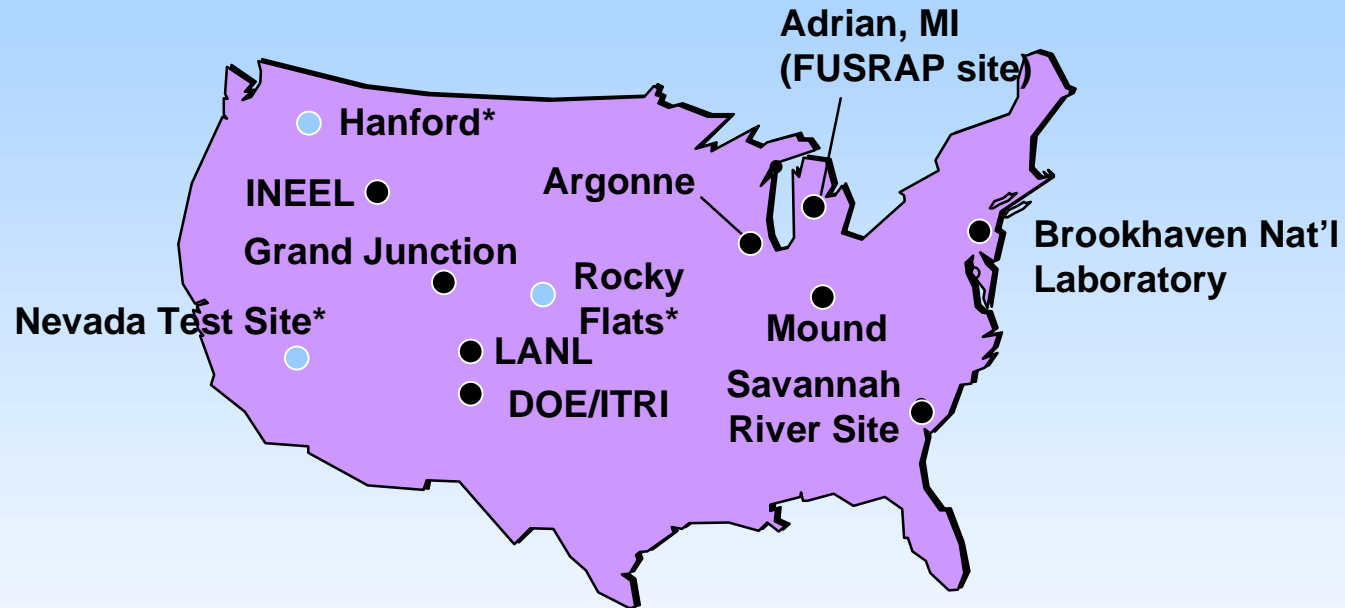 Adrian, MI
(FUSRAP site)
Hanford*
Argonne
INEEL
Grand Junction
Brookhaven Nat'l
Laboratory
Rocky
Flats*
Nevada Test Site*
Mound
LANL
Savannah
River Site
DOE/ITRI